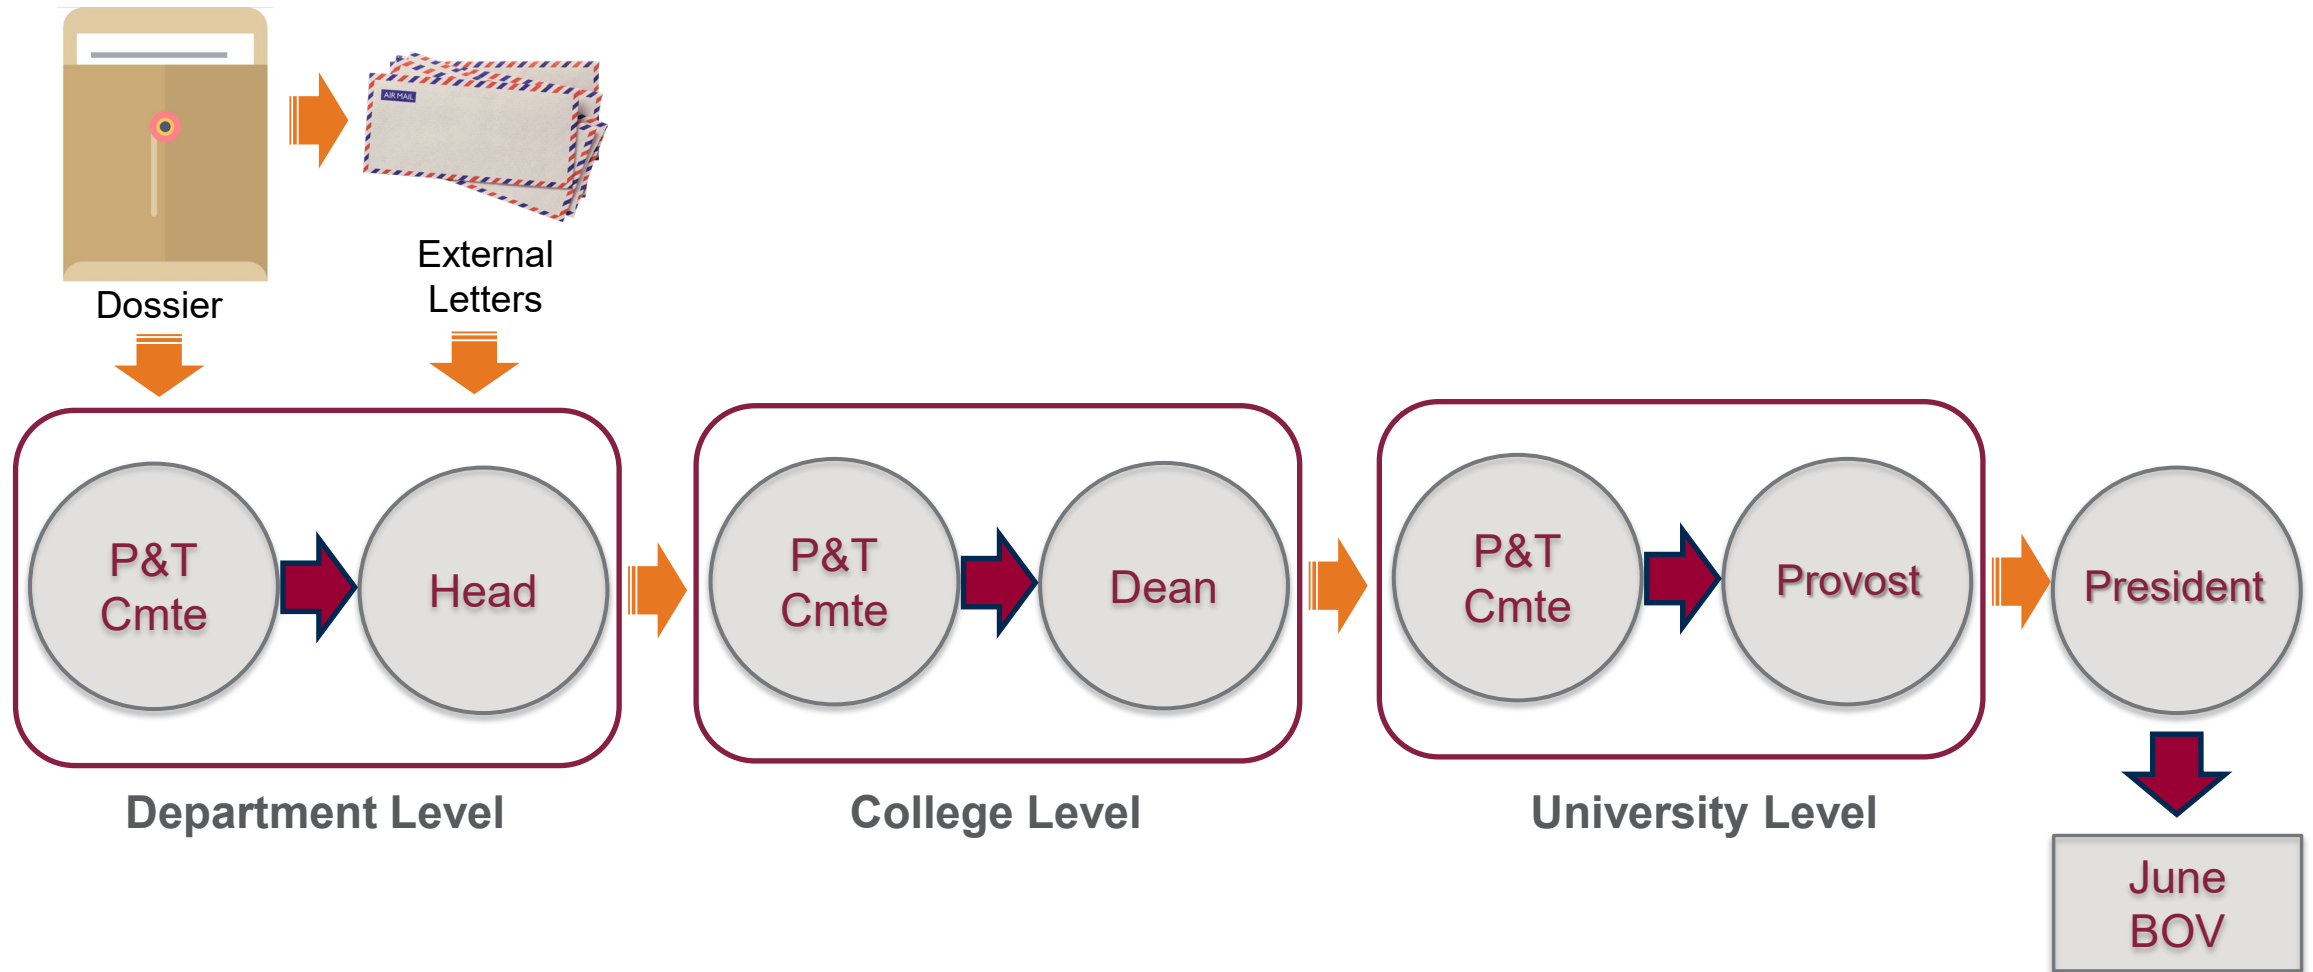 AIR MAIL
Dossier
External
Letters
P&T
Cmte
Head
P&T
Cmte
Dean
P&T
Cmte
Provost
President
Department Level
College Level
University Level
June
BOV